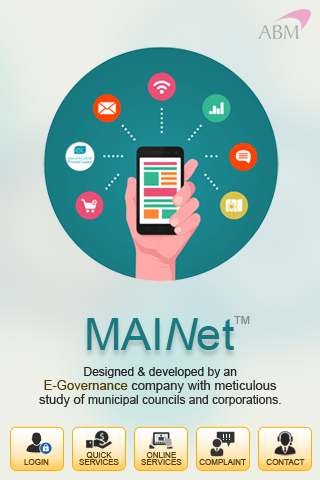 ABM
MAINet™
Designed & developed by an
E-Governance company with meticulous
study of municipal councils and corporations.
LOGIN
QUICK
SERVICES
ONLINE
SERVICES
COMPLAINT
CONTACT